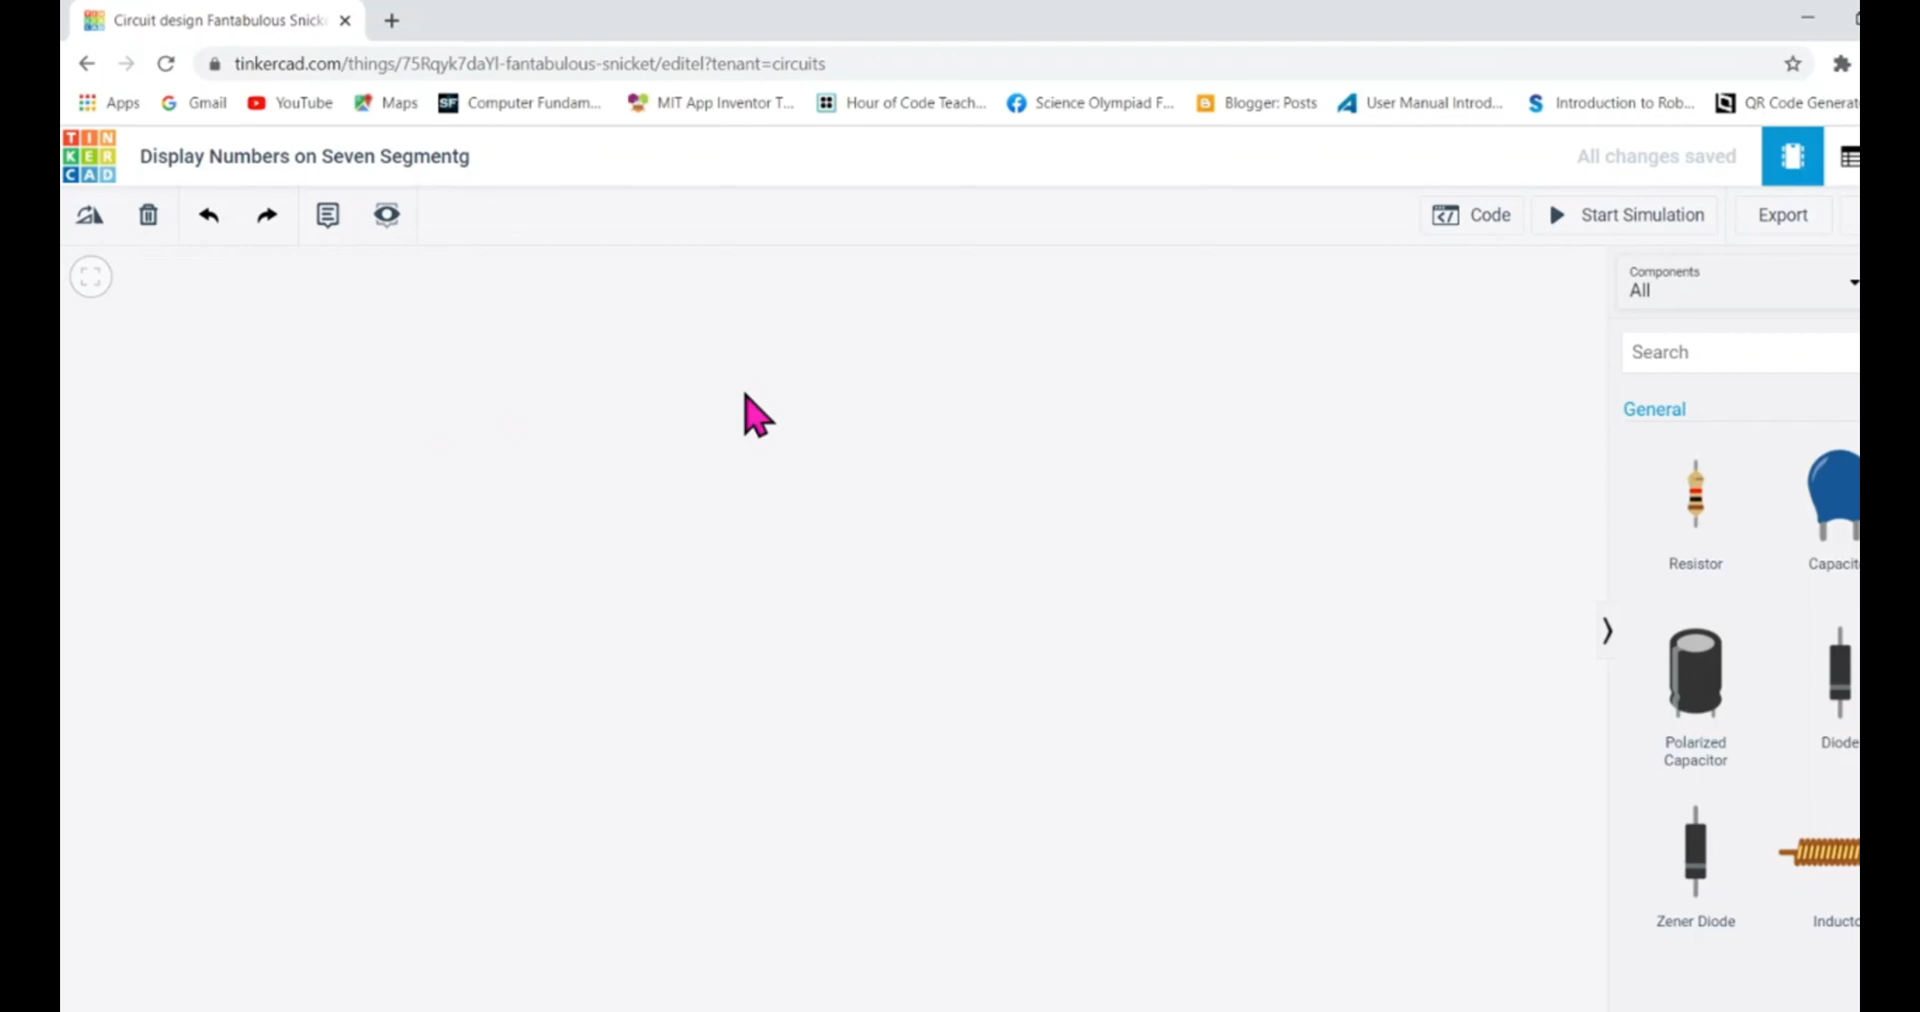 Circuit design Fantabulous Snick
tinkercad.com/things/75Rqyk7daYl-fantabulous-snicket/editel?tenant=circuits
Apps Gmail YouTube Maps SF Computer Fundam... MIT App Inventor T... Hour of Code Teach... Science Olympiad F... Blogger: Posts User Manual Introd... Introduction to Rob... QR Code Generat
TIN
KER
CAD
Display Numbers on Seven Segmentg
All changes saved
Code
Start Simulation
Export
Components
All
Search
General
Resistor
Capacit
Polarized
Capacitor
Diode
Zener Diode
Inducto